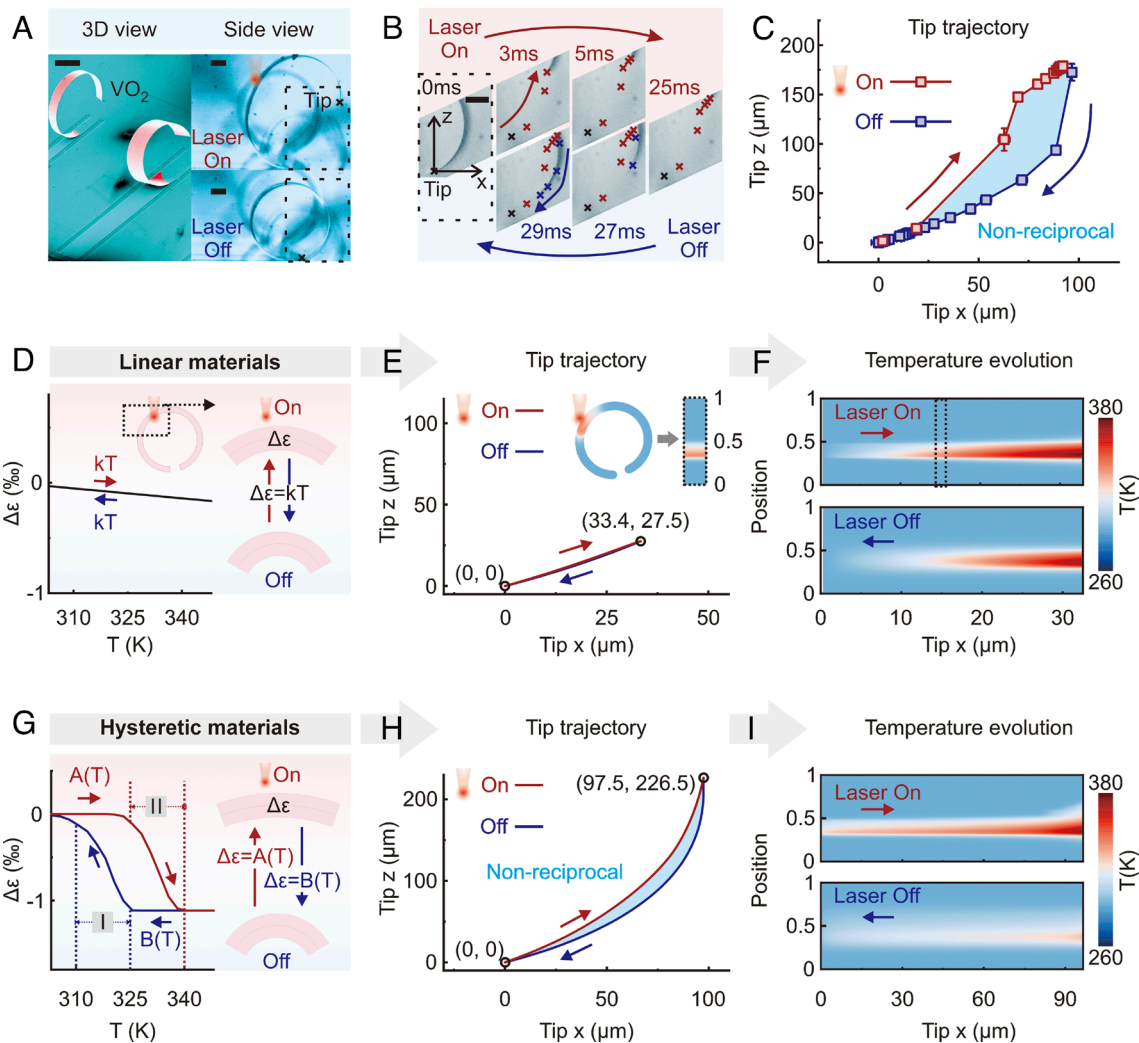 A
3D view
Side view
VO2
Tip
Laser
On
Laser
Off
B
Laser
On
0ms
3ms
5ms
25ms
z
x
Tip
29ms
27ms
Laser
Off
C
Tip trajectory
On
Off
Non-reciprocal
200
150
100
50
0
Tip z (μm)
0
50
100
Tip x (μm)
D
Linear materials
On
Δε
kT
kT
Δε=kT
Off
0
-1
Δε (‰)
310
325
340
T (K)
E
Tip trajectory
On
Off
1
0.5
0
(33.4, 27.5)
(0, 0)
100
50
0
Tip z (μm)
0
25
50
Tip x (μm)
F
Temperature evolution
Laser On
Laser Off
1
0.5
0
1
0.5
0
Position
0
10
20
30
Tip x (μm)
380
T(K)
260
G
Hysteretic materials
A(T)
II
On
Δε
Δε=A(T)
Δε=B(T)
I
B(T)
Off
0
-1
Δε (‰)
310
325
340
T (K)
H
Tip trajectory
On
Off
(97.5, 226.5)
Non-reciprocal
(0, 0)
200
100
0
Tip z (μm)
0
50
100
Tip x (μm)
I
Temperature evolution
Laser On
Laser Off
1
0.5
0
1
0.5
0
Position
0
30
60
90
Tip x (μm)
380
T(K)
260